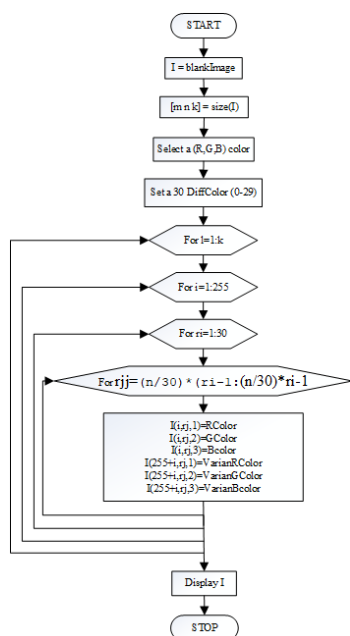 START
I = blankImage
[m n k] = size(I)
Select a (R,G,B) color
Set a 30 DiffColor (0-29)
For l=1:k
For i=1:255
For ri=1:30
For rjj=(n/30)*(ri-1:(n/30)*ri-1
I(i,rj,1)=RColor
I(i,rj,2)=GColor
I(i,rj,3)=Bcolor
I(255+i,rj,1)=VarianRColor
I(255+i,rj,2)=VarianGColor
I(255+i,rj,3)=VarianBcolor
Display I
STOP